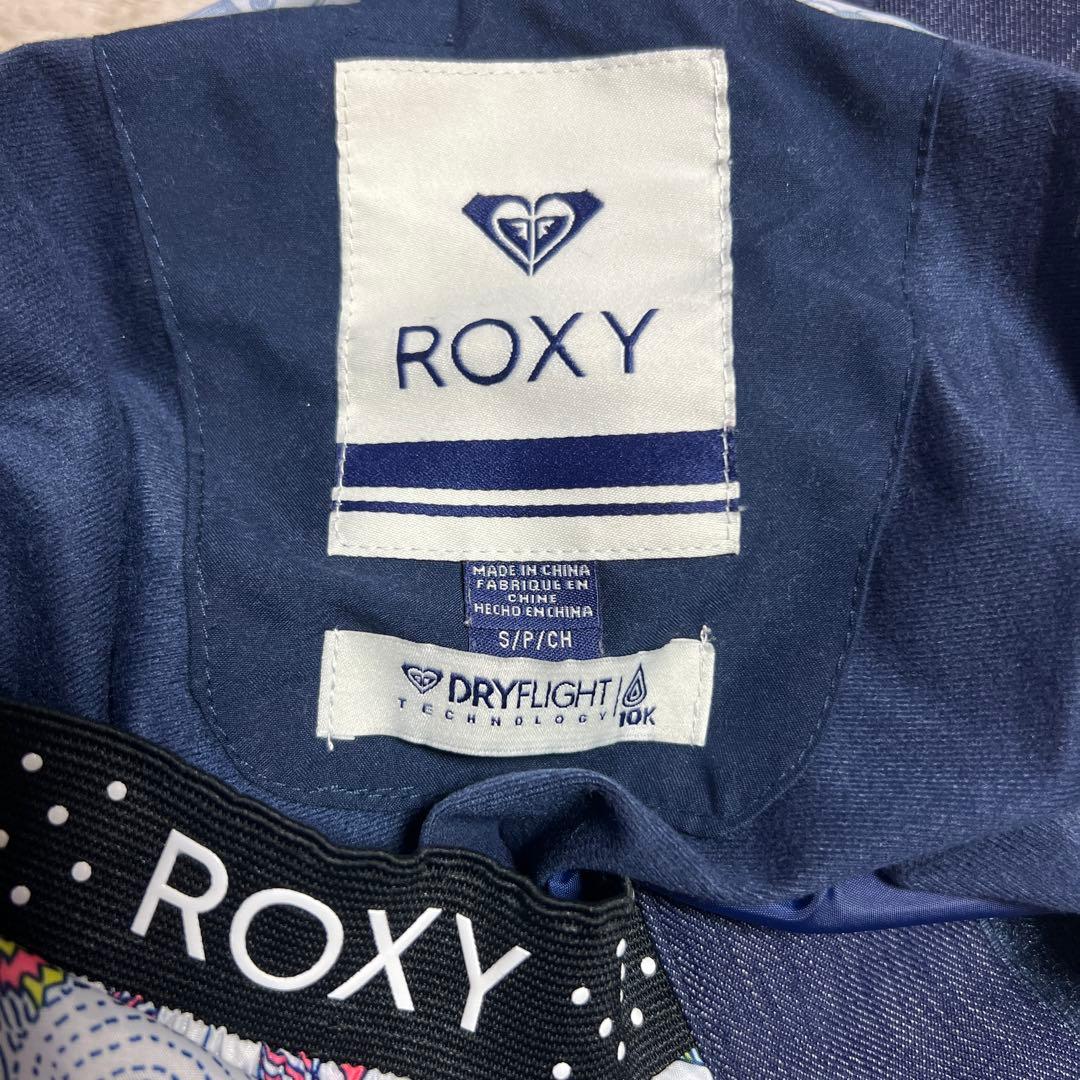 ROXY
MADE IN CHINA
FABRIQUE EN
CHINE
HECHO EN CHINA
S/P/CH
DRYFLIGHT
TECHNOLOGY
10K
ROXY